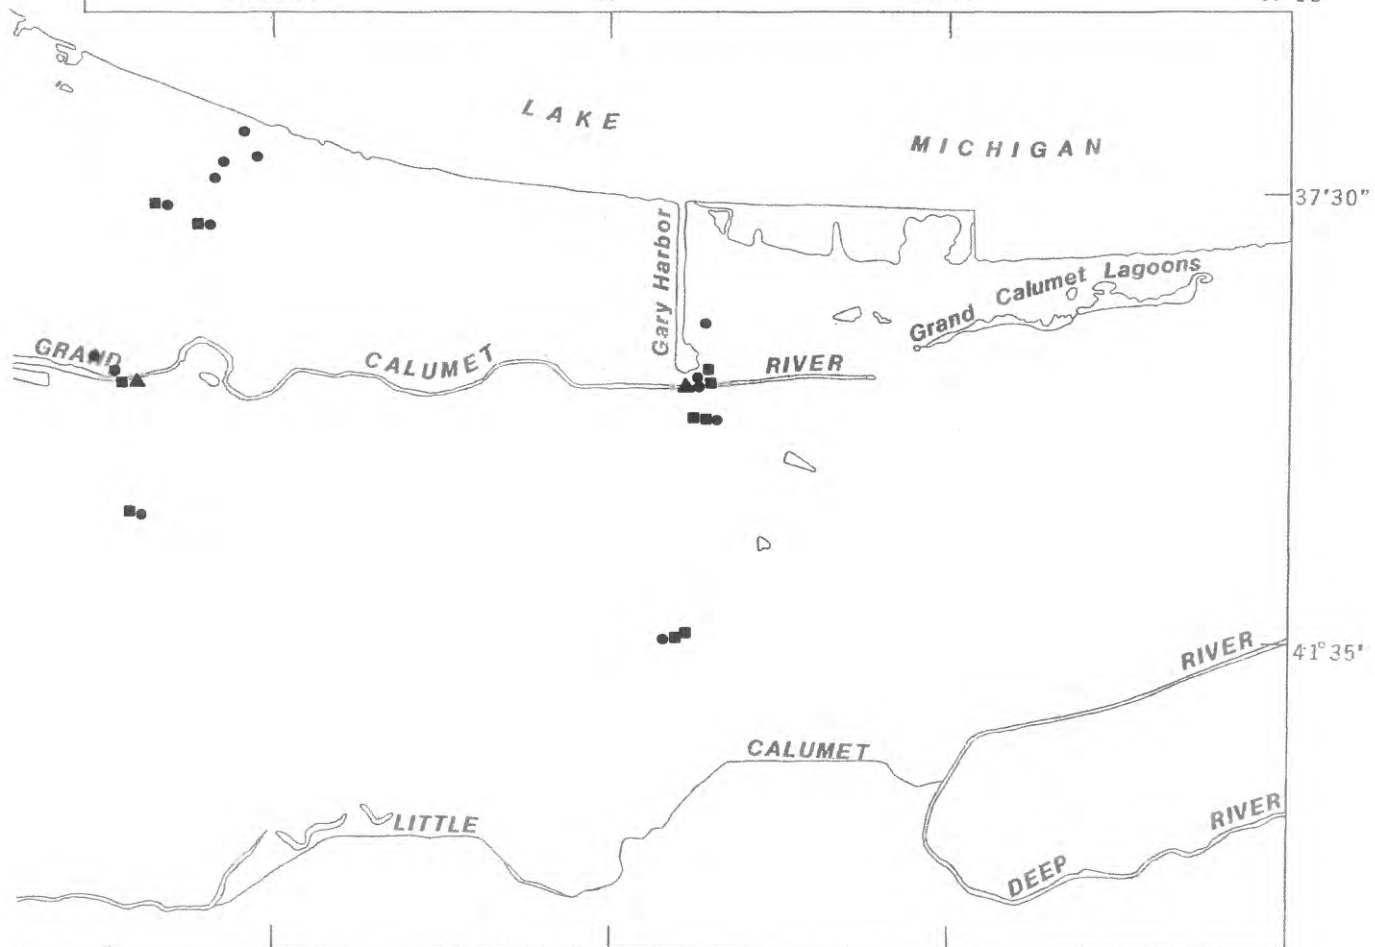 LAKE
MICHIGAN
37'30"
Gary Harbor
Grand Calumet Lagoons
GRAND
CALUMET
RIVER
RIVER
41°35'
CALUMET
LITTLE
RIVER
DEEP